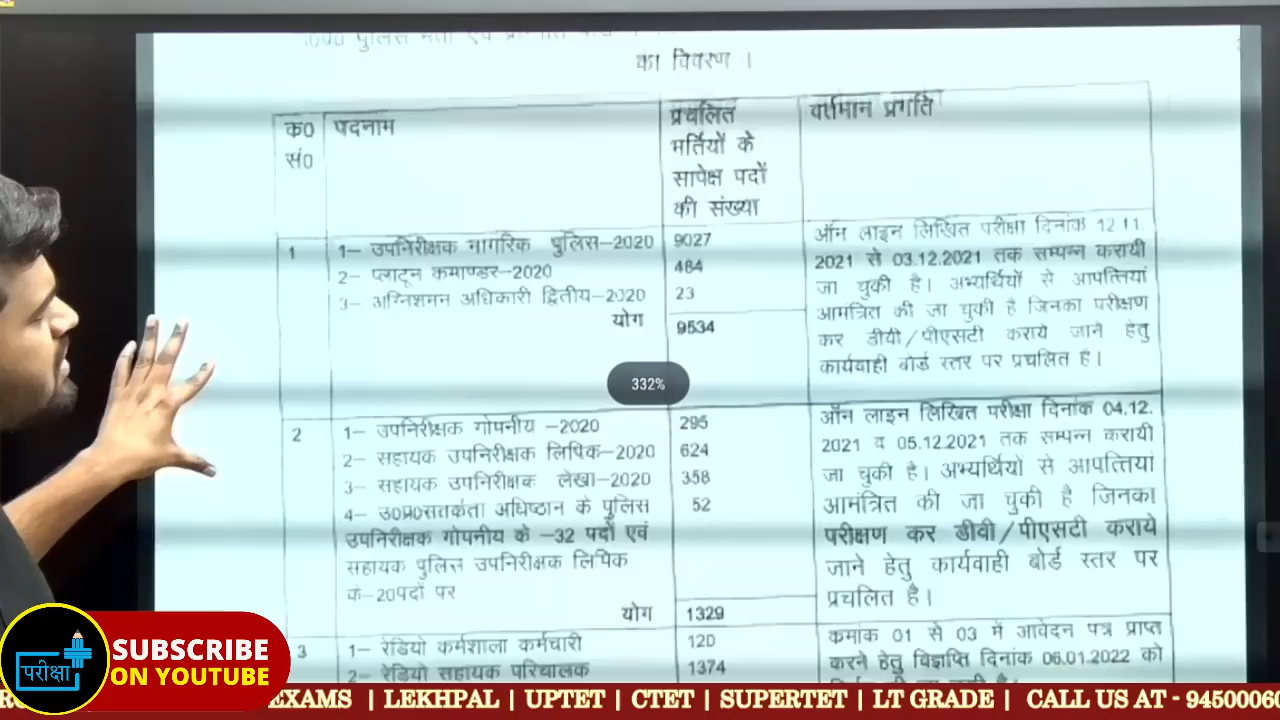 का विवरण ।
क0 सं0
पदनाम
प्रचलित
भर्तियों के
सापेक्ष पदों
की संख्या
वर्तमान प्रगति
1
1– उपनिरीक्षक नागरिक पुलिस–2020
9027
2– प्लाटून कमाण्डर–2020
484
3– अग्निशमन अधिकारी द्वितीय–2020
23
योग
9534
ऑन लाइन लिखित परीक्षा दिनांक 12.11.
2021 से 03.12.2021 तक सम्पन्न करायी
जा चुकी है। अभ्यर्थियों से आपत्तियां
आमंत्रित की जा चुकी है जिनका परीक्षण
कर डीवी/पीएसटी कराये जाने हेतु
कार्यवाही बोर्ड स्तर पर प्रचलित है।
332%
2
1– उपनिरीक्षक गोपनीय –2020
295
2– सहायक उपनिरीक्षक लिपिक–2020
624
3– सहायक उपनिरीक्षक लेखा–2020
358
4– उ0प्र0सतर्कता अधिष्ठान के पुलिस
52
उपनिरीक्षक गोपनीय के –32 पदों एवं
सहायक पुलिस उपनिरीक्षक लिपिक
के–20पदों पर
योग
1329
ऑन लाइन लिखित परीक्षा दिनांक 04.12.
2021 व 05.12.2021 तक सम्पन्न करायी
जा चुकी है। अभ्यर्थियों से आपत्तियां
आमंत्रित की जा चुकी है जिनका
परीक्षण कर डीवी/पीएसटी कराये
जाने हेतु कार्यवाही बोर्ड स्तर पर
प्रचलित है।
3
1– रेडियो कर्मशाला कर्मचारी
120
2– रेडियो सहायक परिचालक
1374
कमांक 01 से 03 में आवेदन पत्र प्राप्त
करने हेतु विज्ञप्ति दिनांक 06.01.2022 को
परीक्षा
SUBSCRIBE
ON YOUTUBE
EXAMS | LEKHPAL | UPTET | CTET | SUPERTET | LT GRADE | CALL US AT - 94500060